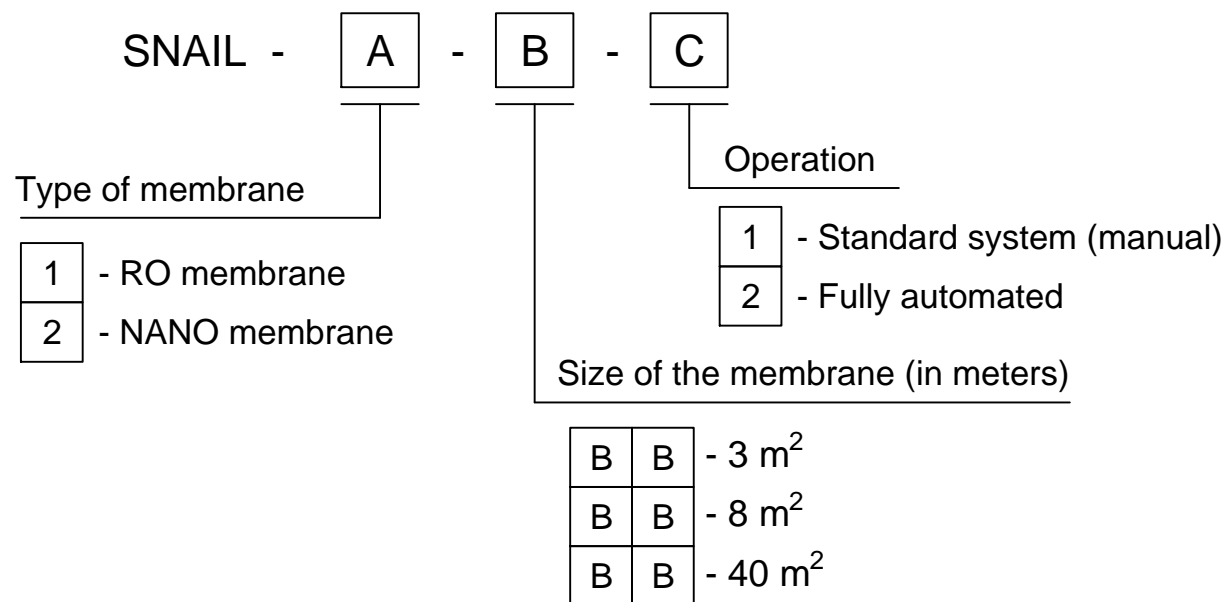 SNAIL - A - B - C
Operation
Type of membrane
1 - Standard system (manual)
1 - RO membrane
2 - Fully automated
2 - NANO membrane
Size of the membrane (in meters)
B B - 3 m²
B B - 8 m²
B B - 40 m²